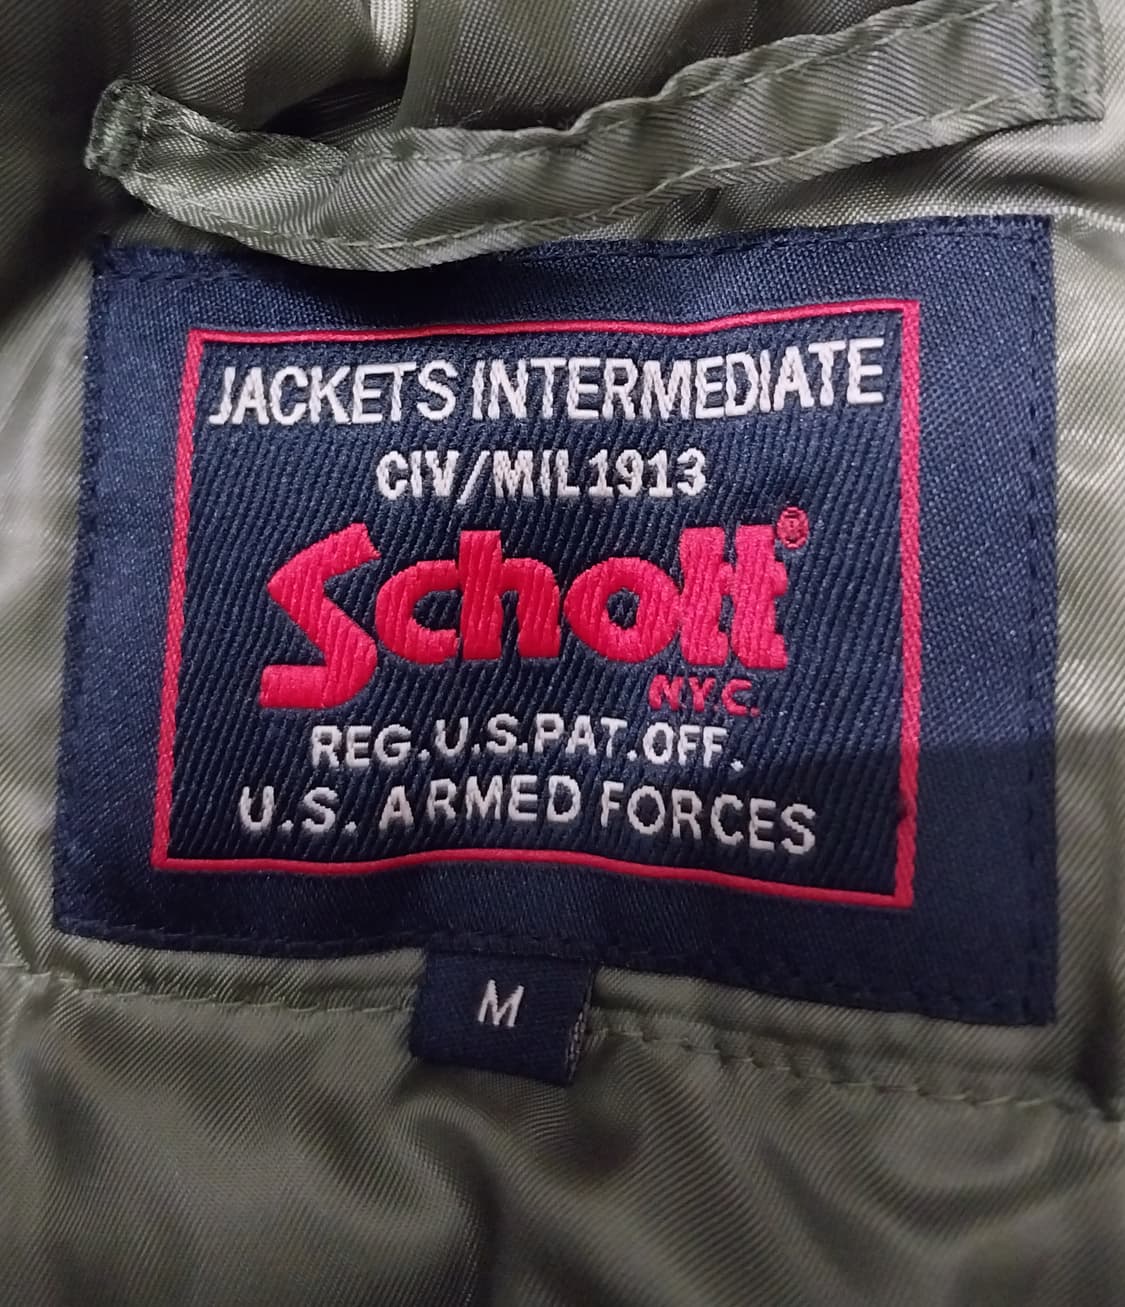 JACKETS INTERMEDIATE
CIV/MIL1913
Schott®
N.Y.C.
REG.U.S.PAT.OFF.
U.S. ARMED FORCES
M